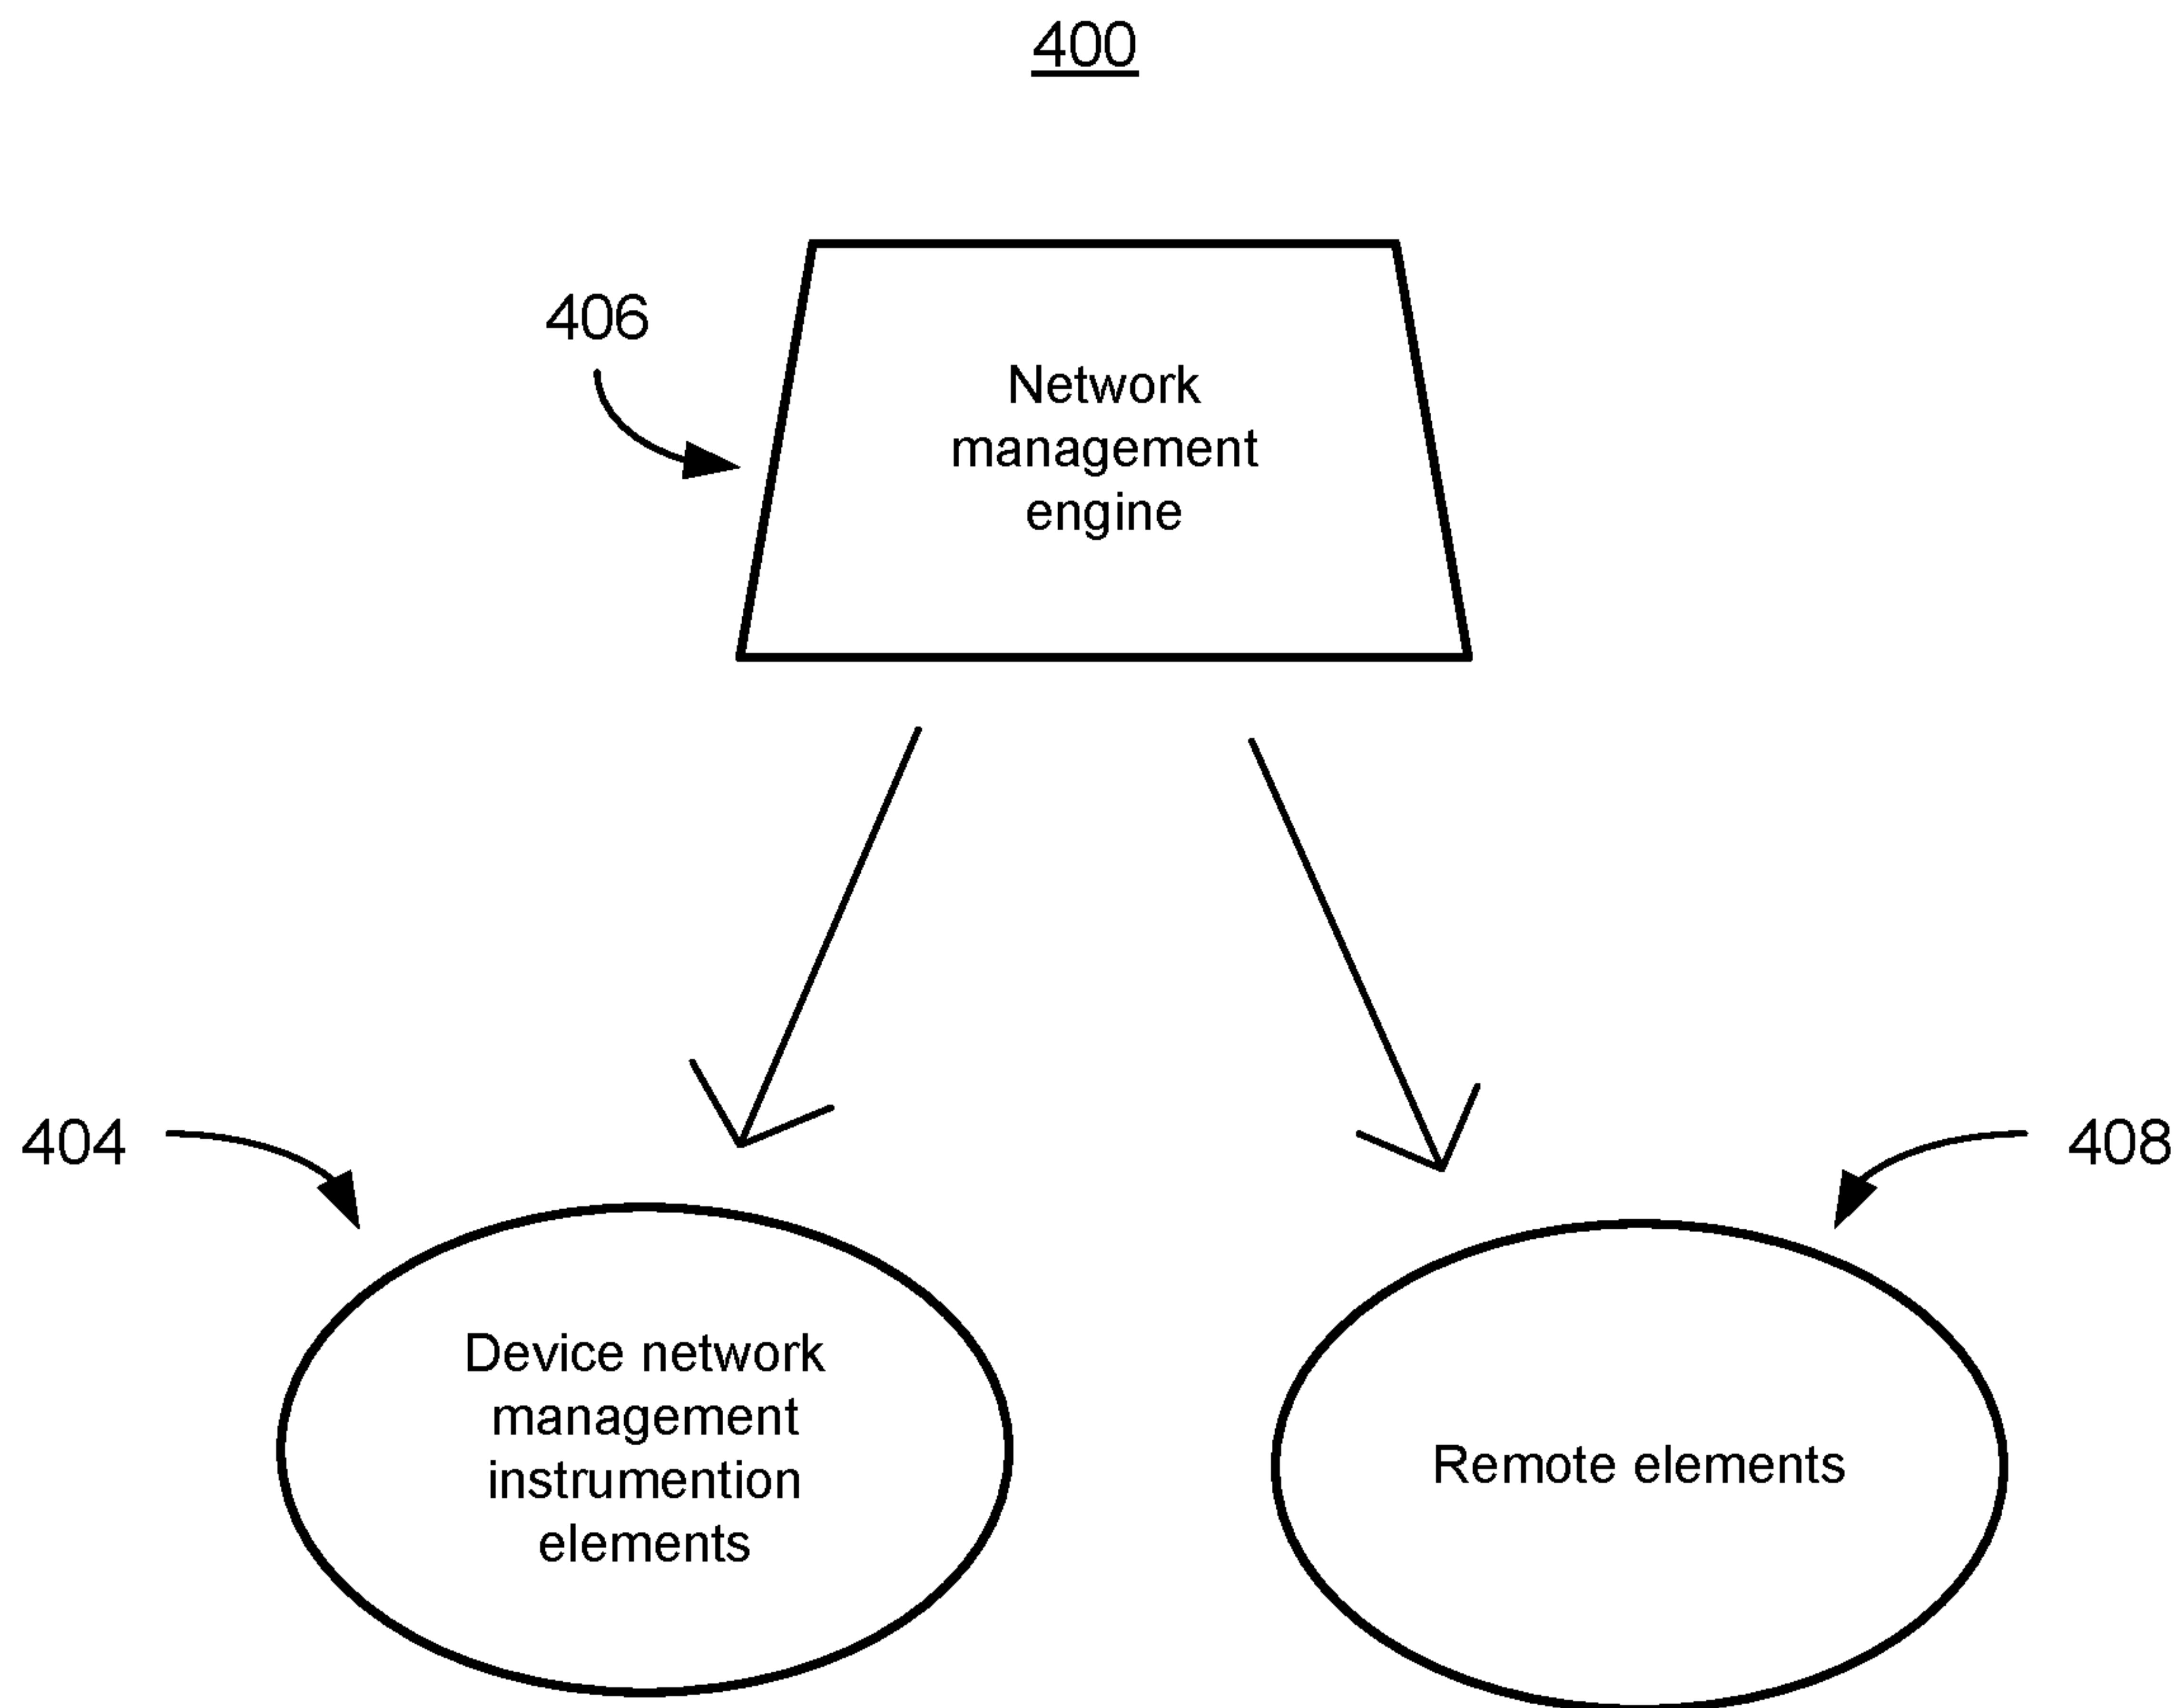 400
406
Network
management
engine
404
408
Device network
management
instrumention
elements
Remote elements